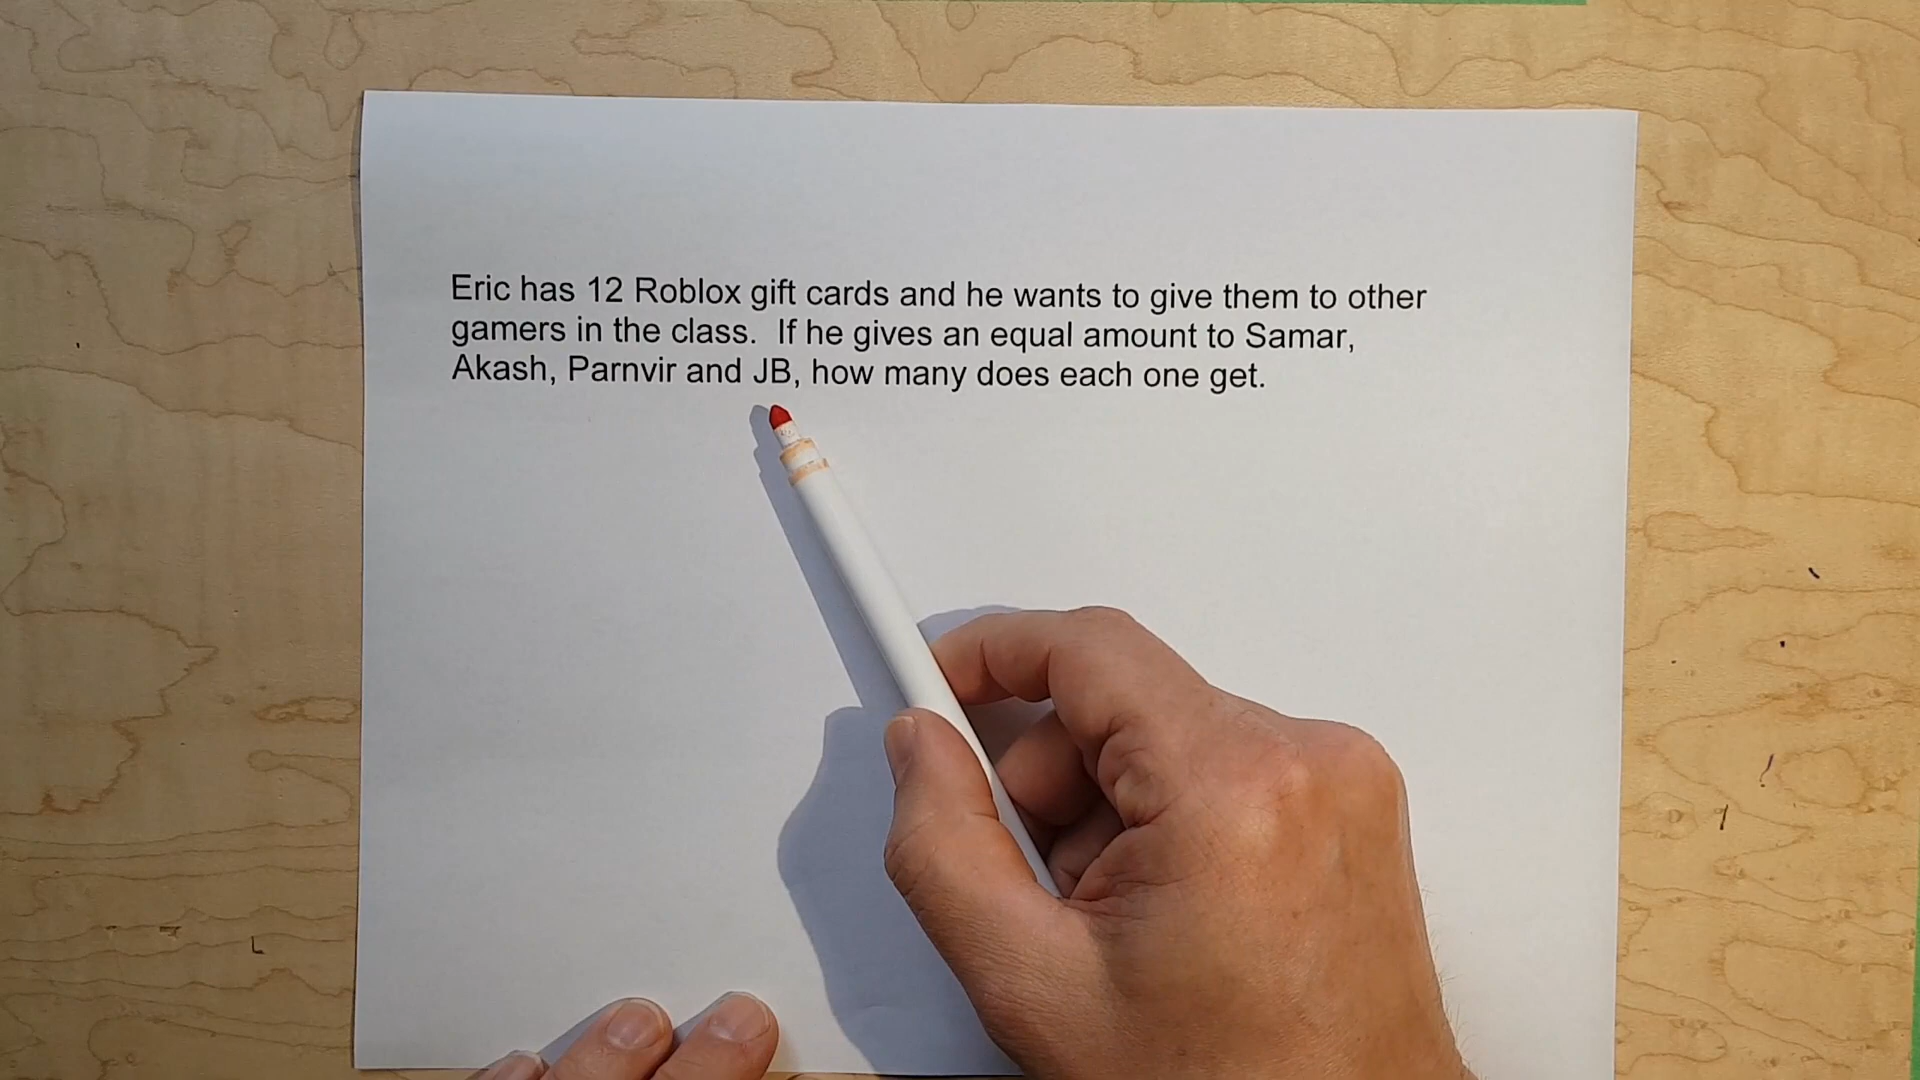 Eric has 12 Roblox gift cards and he wants to give them to other
gamers in the class.  If he gives an equal amount to Samar,
Akash, Parnvir and JB, how many does each one get.